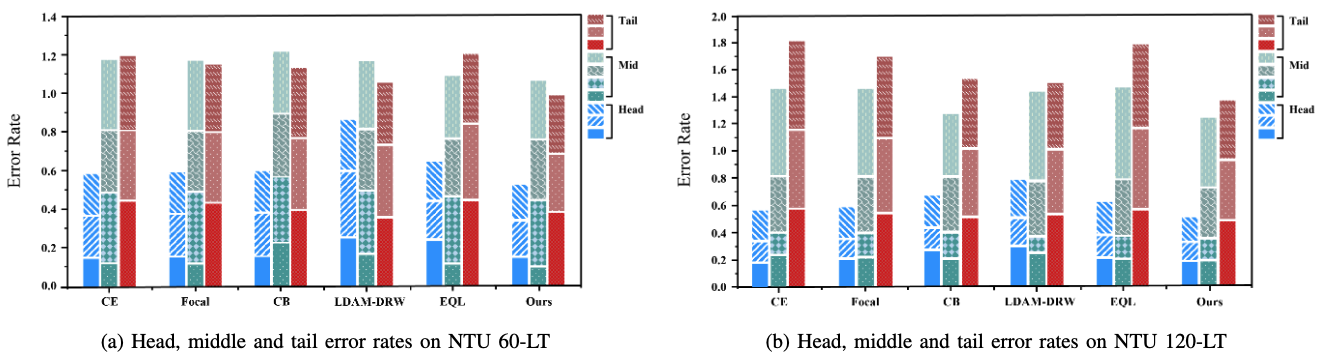 1.4
1.2
1.0
0.8
0.6
0.4
0.2
0.0
Error Rate
CE Focal CB LDAM-DRW EQL Ours
Tail
Mid
Head
(a) Head, middle and tail error rates on NTU 60-LT
2.0
1.8
1.6
1.4
1.2
1.0
0.8
0.6
0.4
0.2
0.0
Error Rate
CE Focal CB LDAM-DRW EQL Ours
Tail
Mid
Head
(b) Head, middle and tail error rates on NTU 120-LT